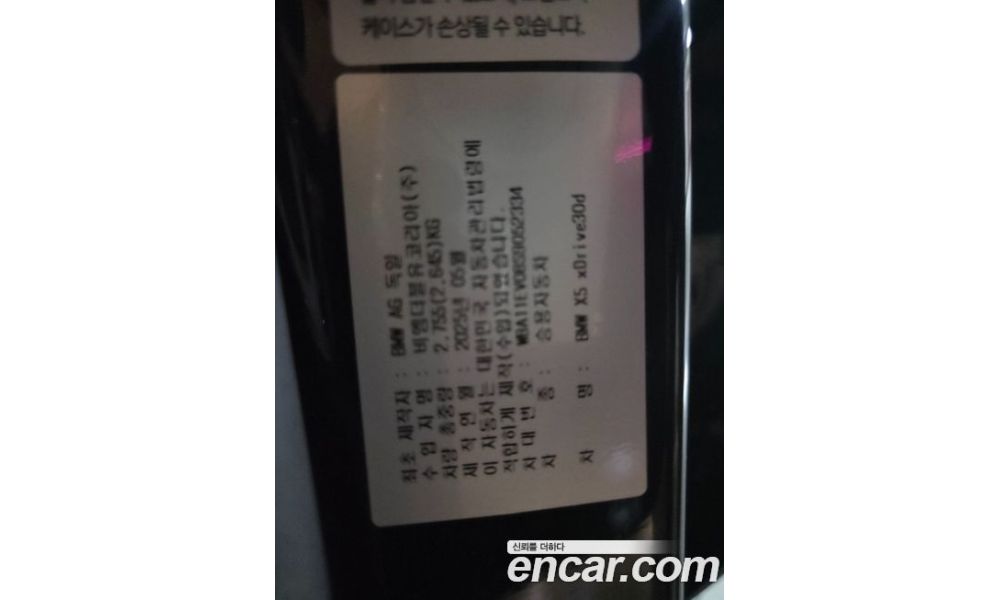 케이스가 손상될 수 있습니다.
최초 제작자 : BMW AG 독일
수 입 자 명 : 비엠더블유코리아(주)
차량 총중량 : 2,755(2,645)KG
제 작 연 월 : 2025년 05월
이 자동차는 대한민국 자동차관리법령에
적합하게 제작(수입)되었습니다.
차 대 번 호 :
차 종 : 승용자동차
차 명 : BMW X5 xDrive30d
신뢰를 더하다
encar.com